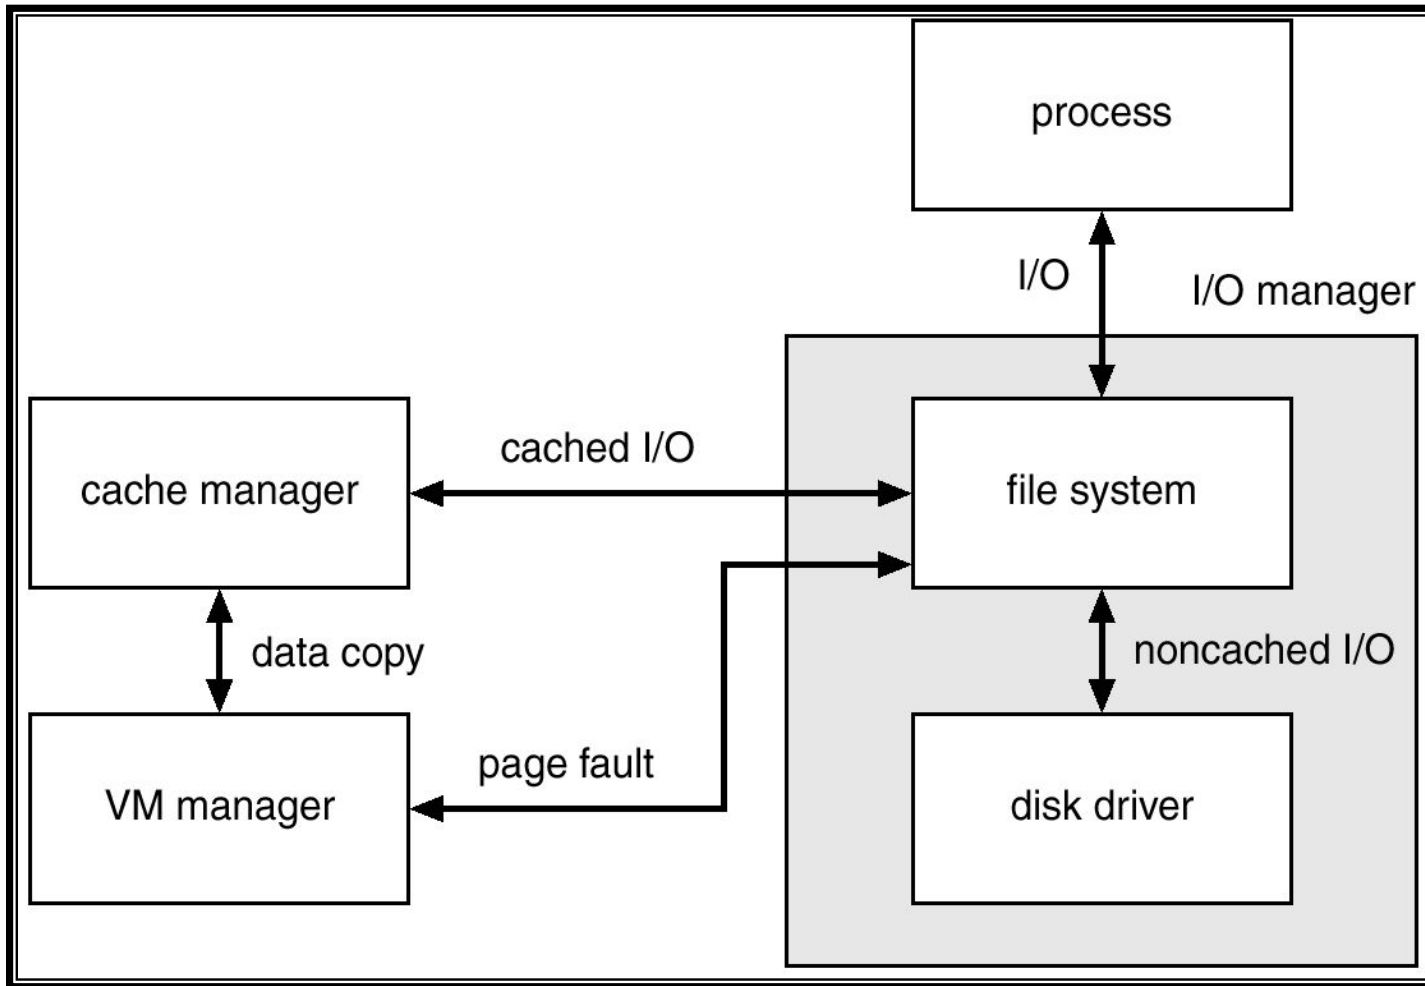 process
I/O
I/O manager
cache manager
cached I/O
file system
data copy
noncached I/O
VM manager
page fault
disk driver